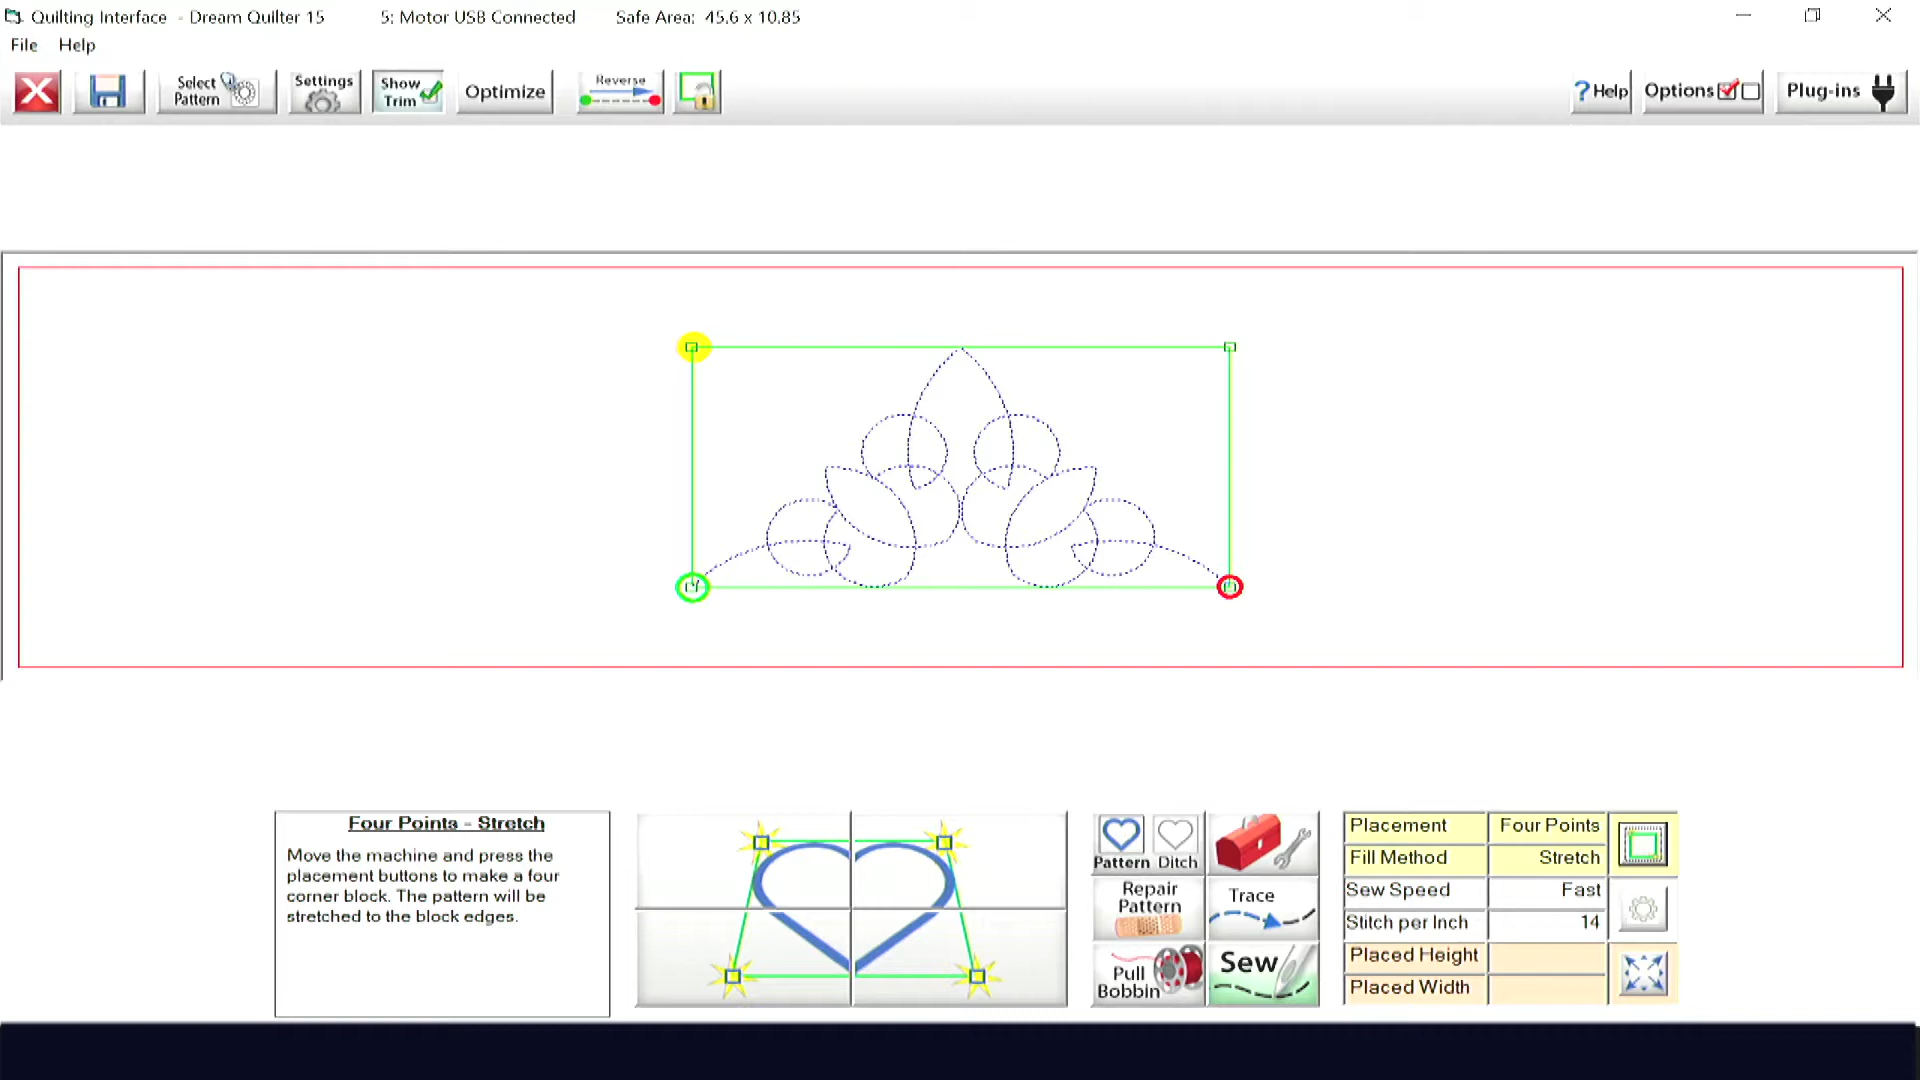 Quilting Interface - Dream Quilter 15 5: Motor USB Connected Safe Area: 45.6 x 10.85
File Help
Select Pattern
Settings
Show Trim
Optimize
Reverse
?Help
Options
Plug-ins
Four Points - Stretch
Move the machine and press the
placement buttons to make a four
corner block. The pattern will be
stretched to the block edges.
Pattern Ditch
Repair
Pattern
Trace
Pull
Bobbin
Sew
Placement Four Points
Fill Method Stretch
Sew Speed Fast
Stitch per Inch 14
Placed Height
Placed Width